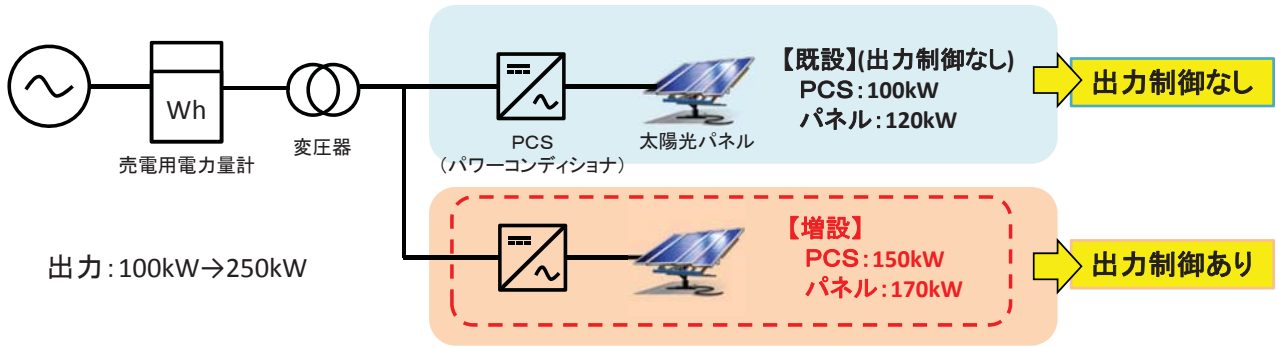 Wh
売電用電力量計
変圧器
PCS
（パワーコンディショナ）
太陽光パネル
【既設】(出力制御なし)
PCS：100kW
パネル：120kW
出力制御なし
出力：100kW→250kW
【増設】
PCS：150kW
パネル：170kW
出力制御あり